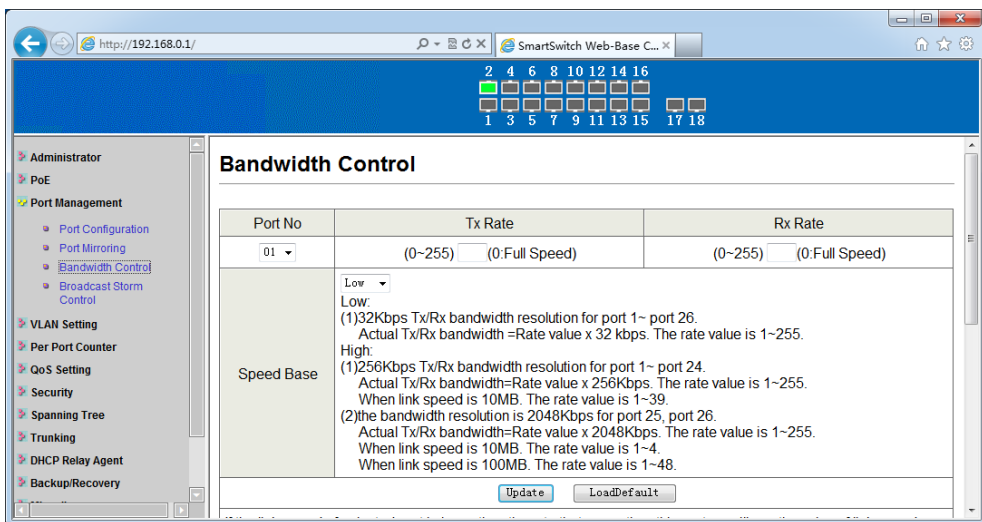 http://192.168.0.1/
SmartSwitch Web-Base C...
2 4 6 8 10 12 14 16
1 3 5 7 9 11 13 15 17 18
Administrator
PoE
Port Management
Port Configuration
Port Mirroring
Bandwidth Control
Broadcast Storm
Control
VLAN Setting
Per Port Counter
QoS Setting
Security
Spanning Tree
Trunking
DHCP Relay Agent
Backup/Recovery
Bandwidth Control
Port No Tx Rate Rx Rate
01 (0~255) (0:Full Speed) (0~255) (0:Full Speed)
Speed Base
Low
Low:
(1)32Kbps Tx/Rx bandwidth resolution for port 1~ port 26.
Actual Tx/Rx bandwidth =Rate value x 32 kbps. The rate value is 1~255.
High:
(1)256Kbps Tx/Rx bandwidth resolution for port 1~ port 24.
Actual Tx/Rx bandwidth=Rate value x 256Kbps. The rate value is 1~255.
When link speed is 10MB. The rate value is 1~39.
(2)the bandwidth resolution is 2048Kbps for port 25, port 26.
Actual Tx/Rx bandwidth=Rate value x 2048Kbps. The rate value is 1~255.
When link speed is 10MB. The rate value is 1~4.
When link speed is 100MB. The rate value is 1~48.
Update LoadDefault